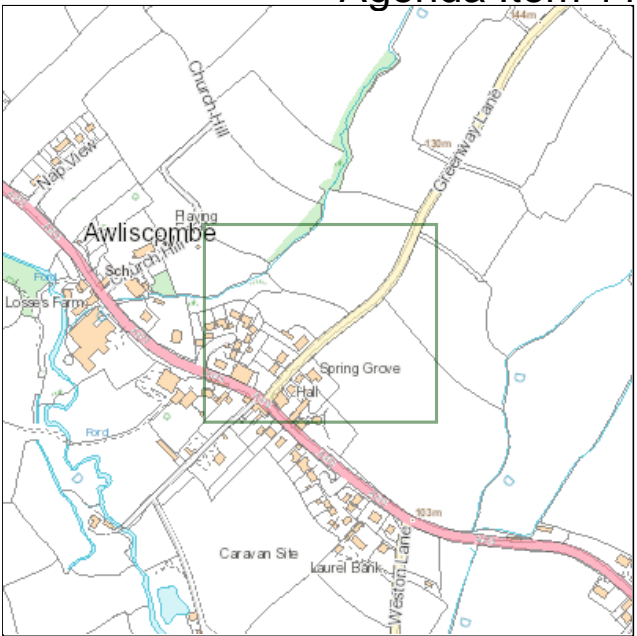 Agenda Item 11
144m
Church Hill
Greenway Lane
130m
Nap View
Playing
Awliscombe
Church Hill
Sch
Ford
Losse's Farm
Spring Grove
Hall
Ford
103m
Caravan Site
Laurel Bank
Weston Lane